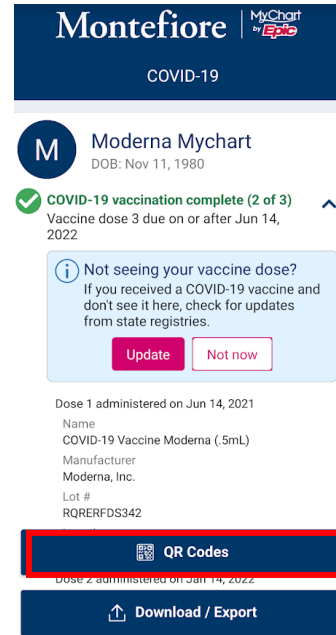 Montefiore MyChart
by Epic
COVID-19
M
Moderna Mychart
DOB: Nov 11, 1980
COVID-19 vaccination complete (2 of 3)
Vaccine dose 3 due on or after Jun 14,
2022
Not seeing your vaccine dose?
If you received a COVID-19 vaccine and
don't see it here, check for updates
from state registries.
Update Not now
Dose 1 administered on Jun 14, 2021
Name
COVID-19 Vaccine Moderna (.5mL)
Manufacturer
Moderna, Inc.
Lot #
RQRERFDS342
QR Codes
Dose 2 administered on Jan 14, 2022
Download / Export